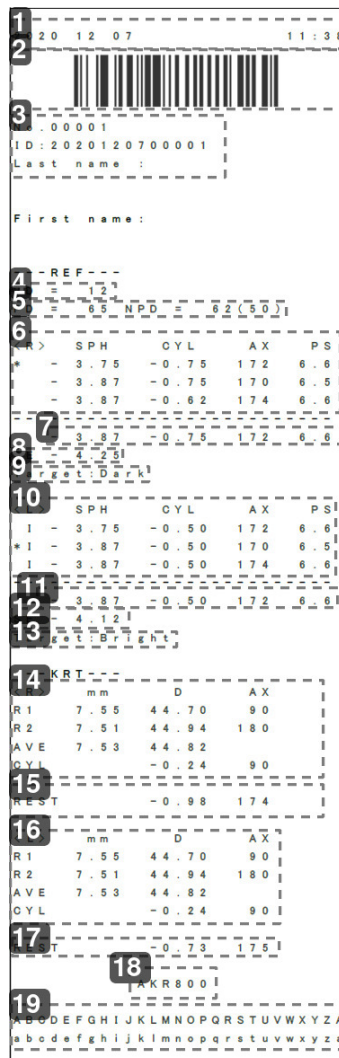 1
2020 12 07 11:38
2
3
No.00001
ID:2020120700001
Last name :
First name:
---REF---
4
= 12
5
= 65 NPD = 62(50)
6
<R> SPH CYL AX PS
* - 3.75 -0.75 172 6.6
- 3.87 -0.75 170 6.5
- 3.87 -0.62 174 6.6
7
- 3.87 -0.75 172 6.6
8
- 4.25
9
Target:Dark
10
SPH CYL AX PS
I - 3.75 -0.50 172 6.6
*I - 3.87 -0.50 170 6.5
I - 3.87 -0.50 174 6.6
11
3.87 -0.50 172 6.6
12
- 4.12
13
Target:Bright
---KRT---
14
<R> mm D AX
R1 7.55 44.70 90
R2 7.51 44.94 180
AVE 7.53 44.82
CYL -0.24 90
15
REST -0.98 174
16
mm D AX
R1 7.55 44.70 90
R2 7.51 44.94 180
AVE 7.53 44.82
CYL -0.24 90
17
REST -0.73 175
18
AKR800
19
ABCDEFGHIJKLMNOPQRSTUVWXYZA
abcdefghijklmnopqrstuvwxyza